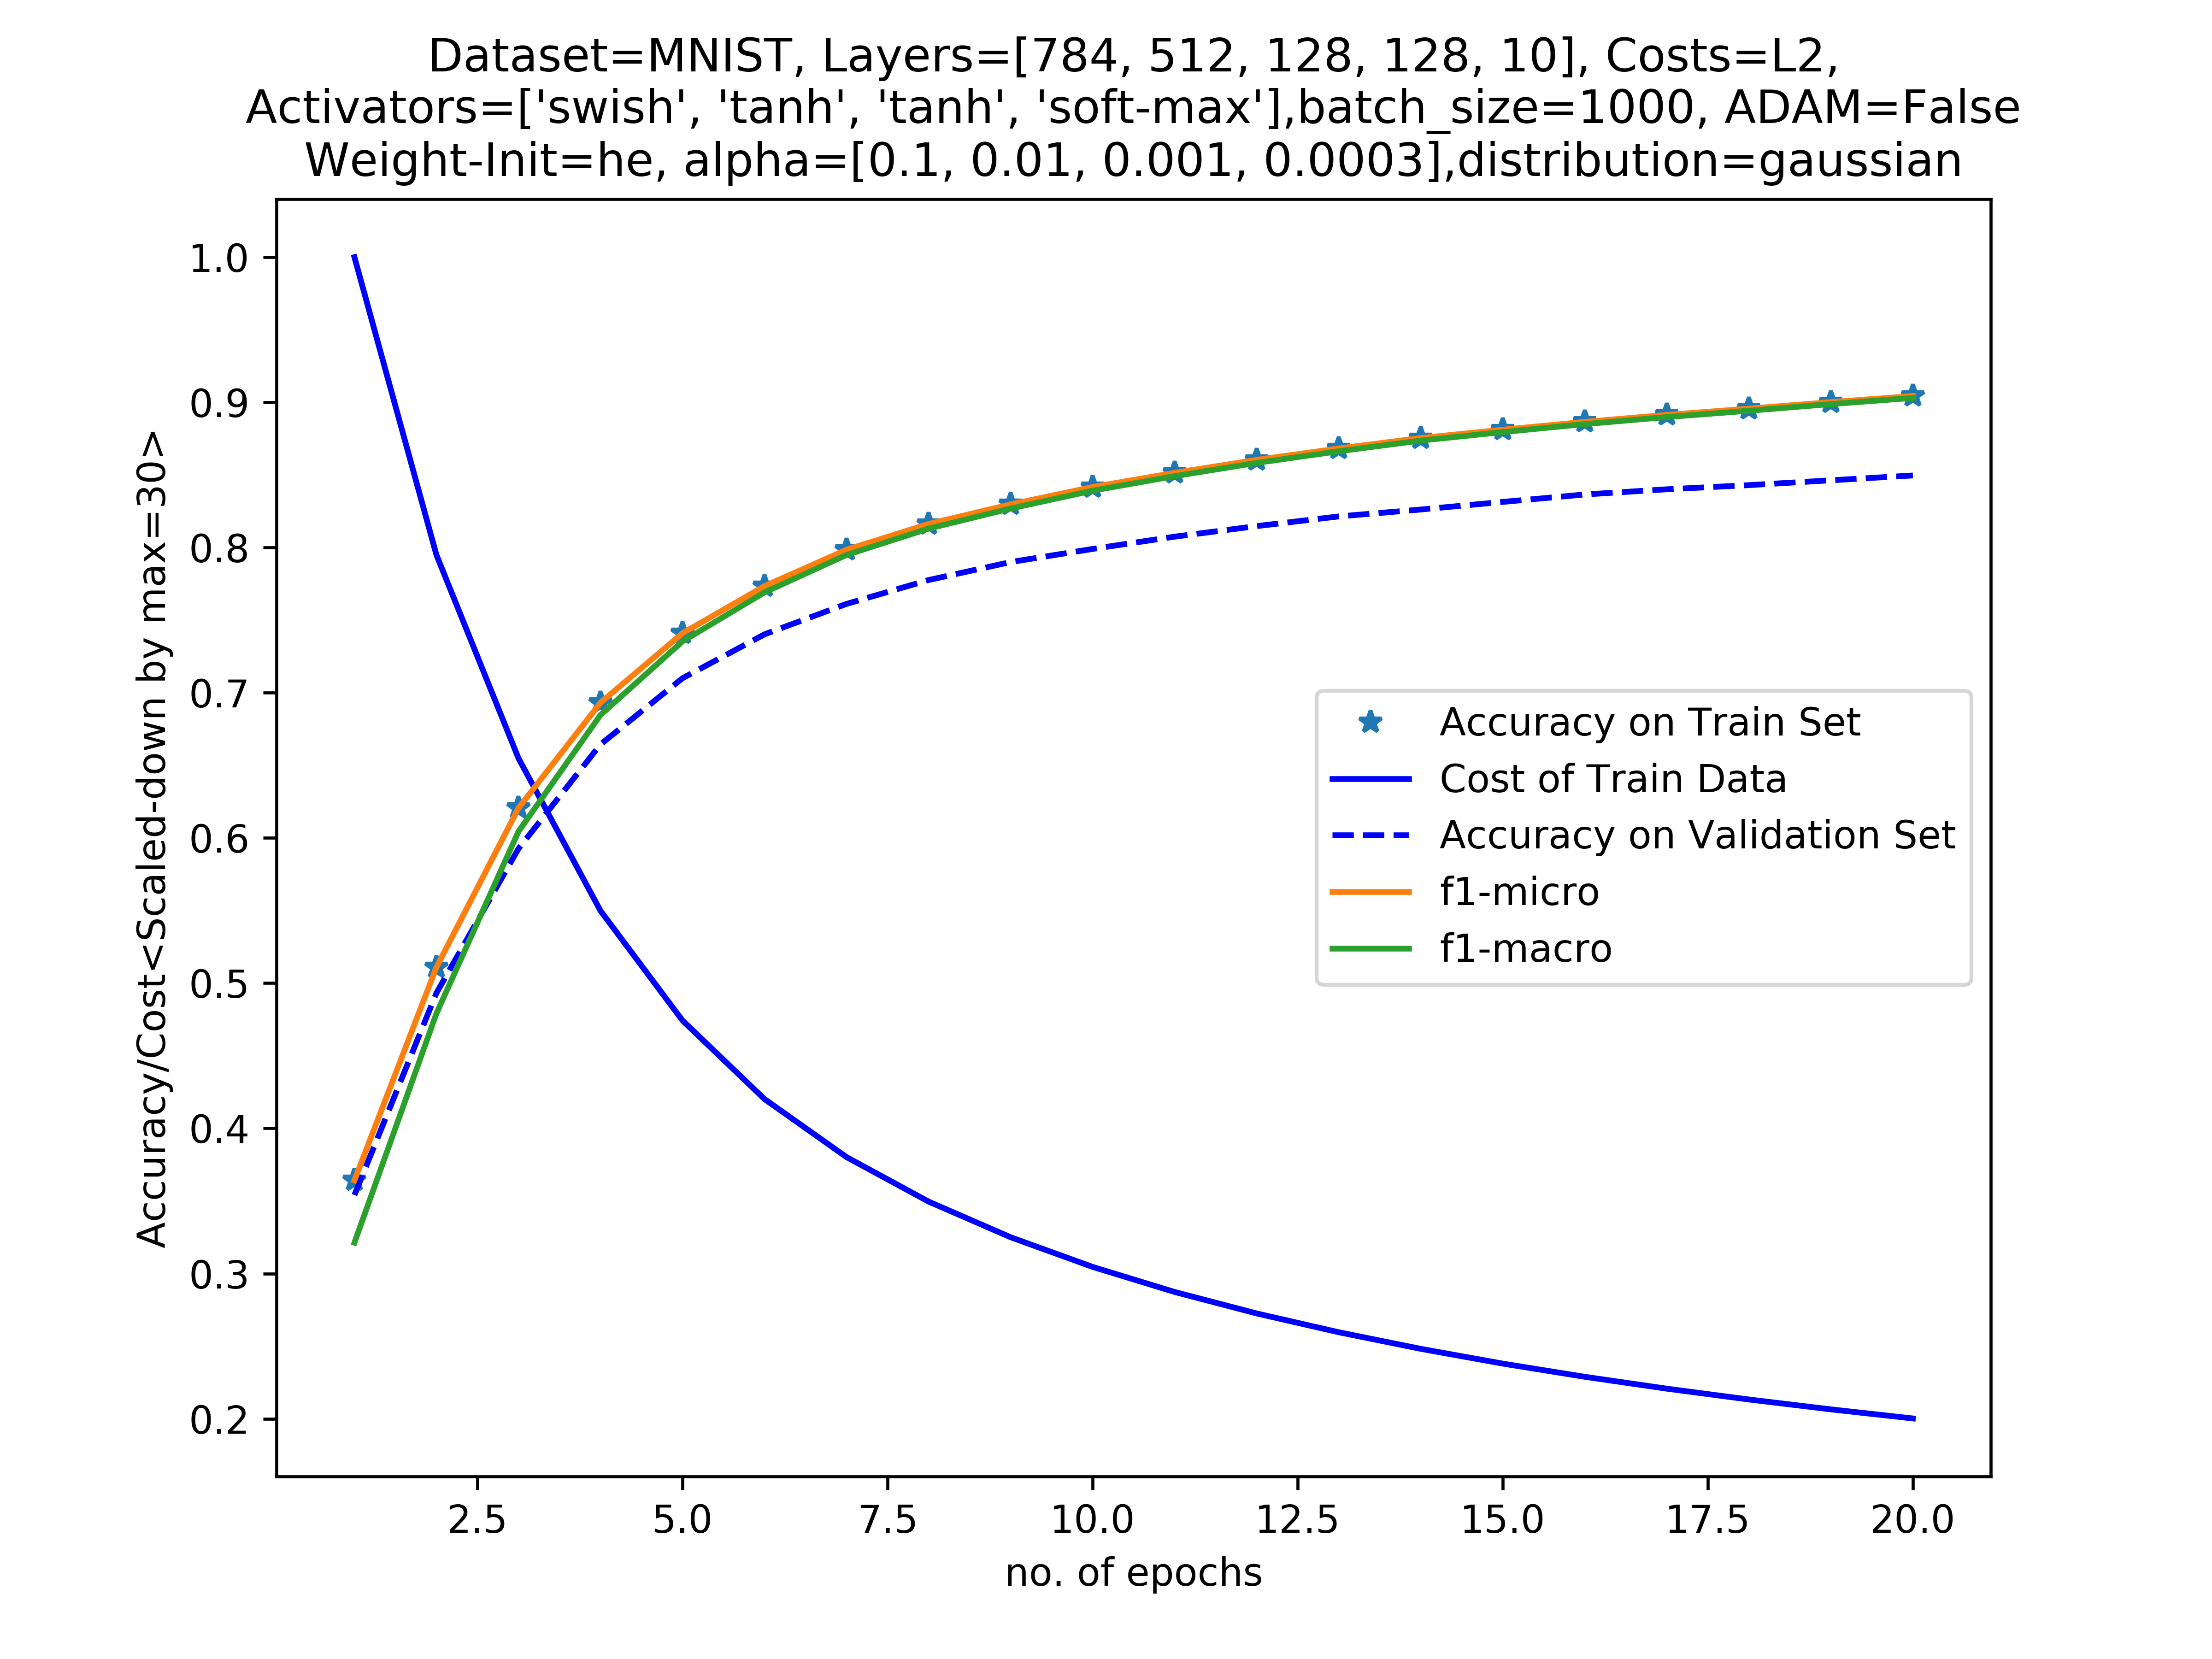 Dataset=MNIST, Layers=[784, 512, 128, 128, 10], Costs=L2,
Activators=['swish', 'tanh', 'tanh', 'soft-max'],batch_size=1000, ADAM=False
Weight-Init=he, alpha=[0.1, 0.01, 0.001, 0.0003],distribution=gaussian
Accuracy/Cost<Scaled-down by max=30>
1.0
0.9
0.8
0.7
0.6
0.5
0.4
0.3
0.2
Accuracy on Train Set
Cost of Train Data
Accuracy on Validation Set
f1-micro
f1-macro
2.5 5.0 7.5 10.0 12.5 15.0 17.5 20.0
no. of epochs